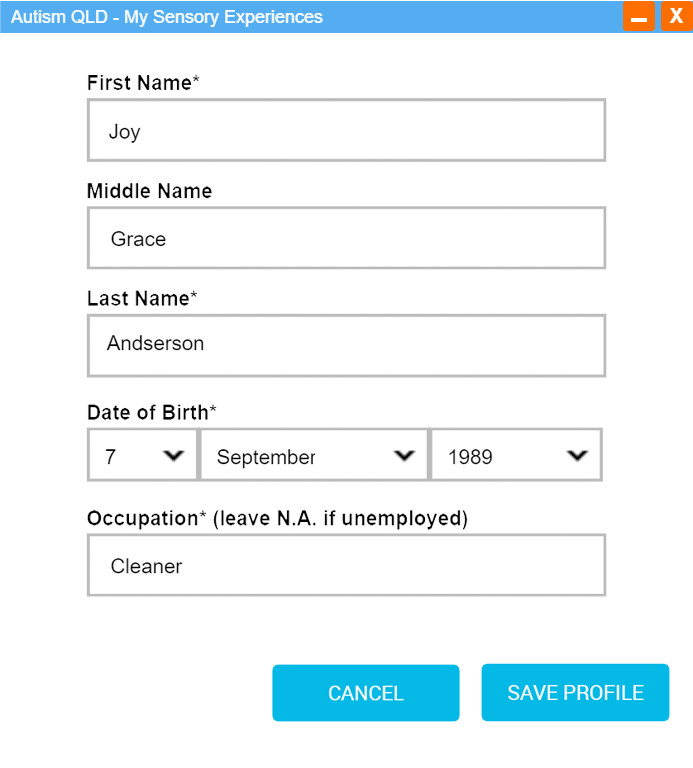 Autism QLD - My Sensory Experiences
X
First Name*
Joy
Middle Name
Grace
Last Name*
Andserson
Date of Birth*
7 September 1989
Occupation* (leave N.A. if unemployed)
Cleaner
CANCEL SAVE PROFILE